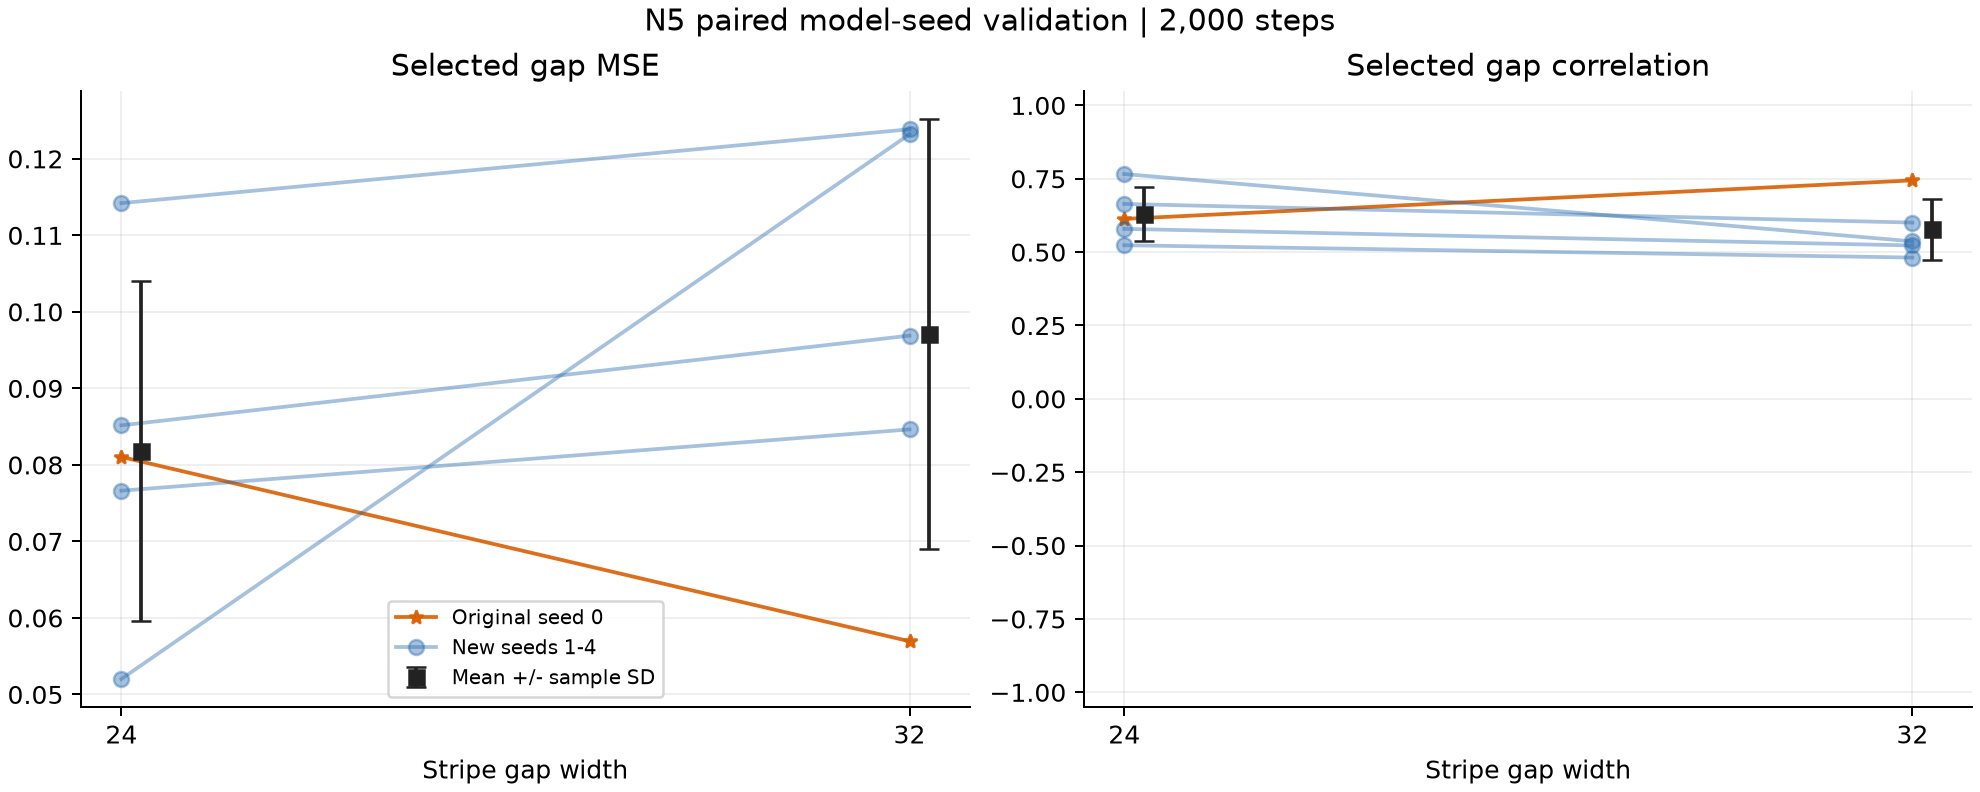 N5 paired model-seed validation | 2,000 steps
Selected gap MSE
0.12
0.11
0.10
0.09
0.08
0.07
0.06
0.05
24
32
Stripe gap width
Original seed 0
New seeds 1-4
Mean +/- sample SD
Selected gap correlation
1.00
0.75
0.50
0.25
0.00
−0.25
−0.50
−0.75
−1.00
24
32
Stripe gap width